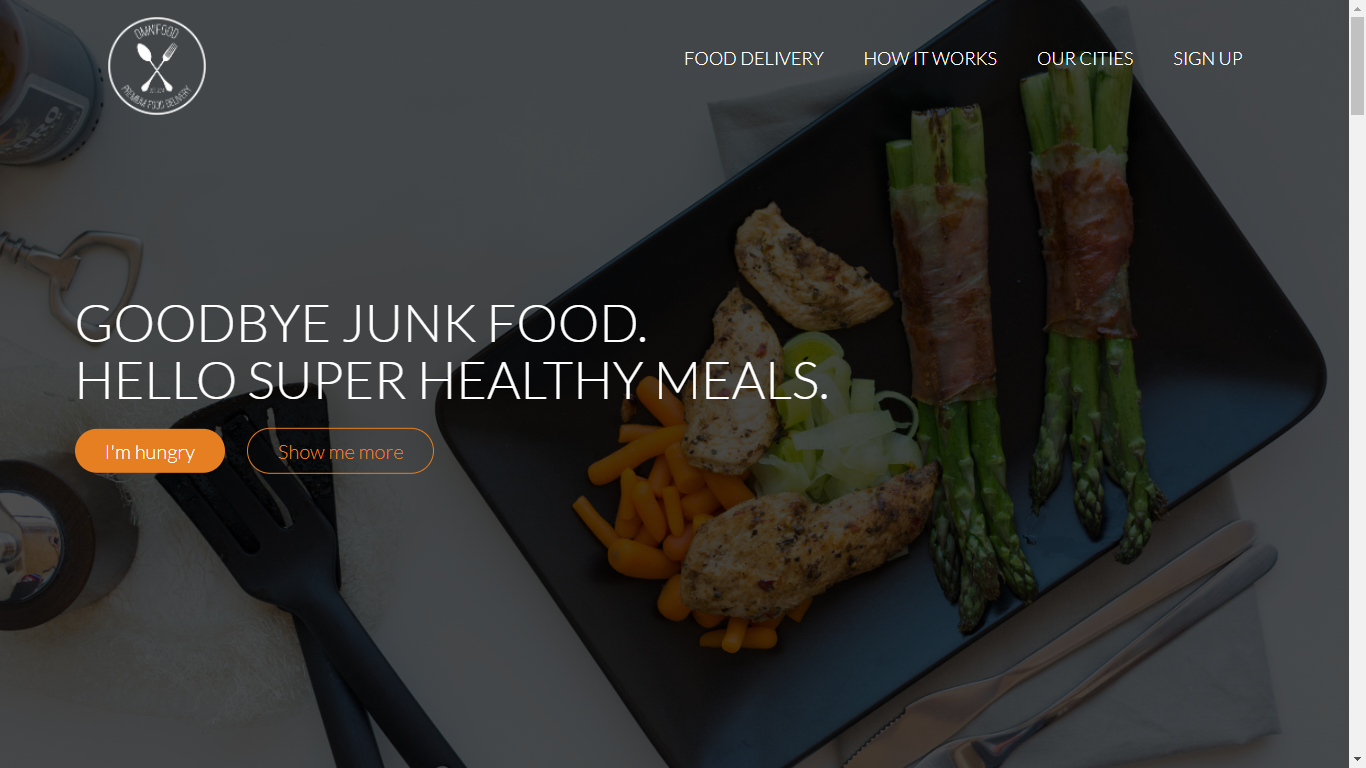 OMNIFOOD
PREMIUM FOOD DELIVERY
FOOD DELIVERY
HOW IT WORKS
OUR CITIES
SIGN UP
GOODBYE JUNK FOOD.
HELLO SUPER HEALTHY MEALS.
I'm hungry
Show me more